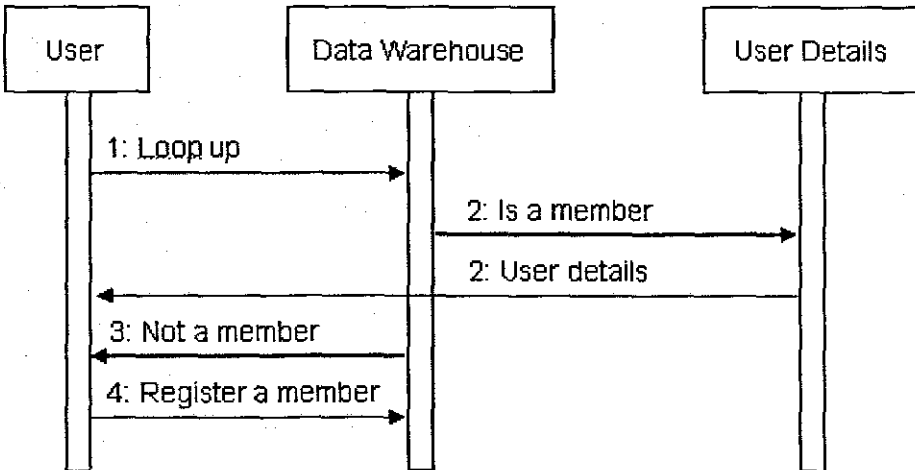 User
Data Warehouse
User Details
1: Loop up
2: Is a member
2: User details
3: Not a member
4: Register a member